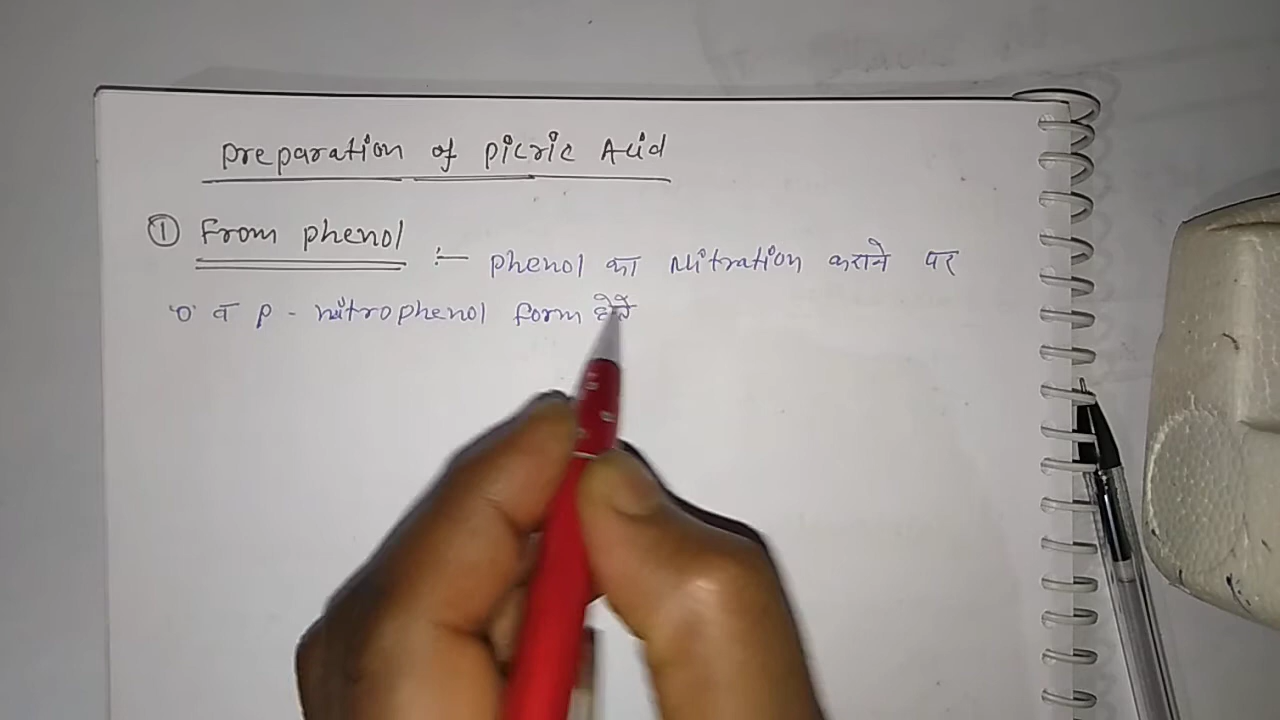 Preparation of Picric Acid
① From phenol :- Phenol का Nitration कराने पर
'o' व p - nitrophenol form होते